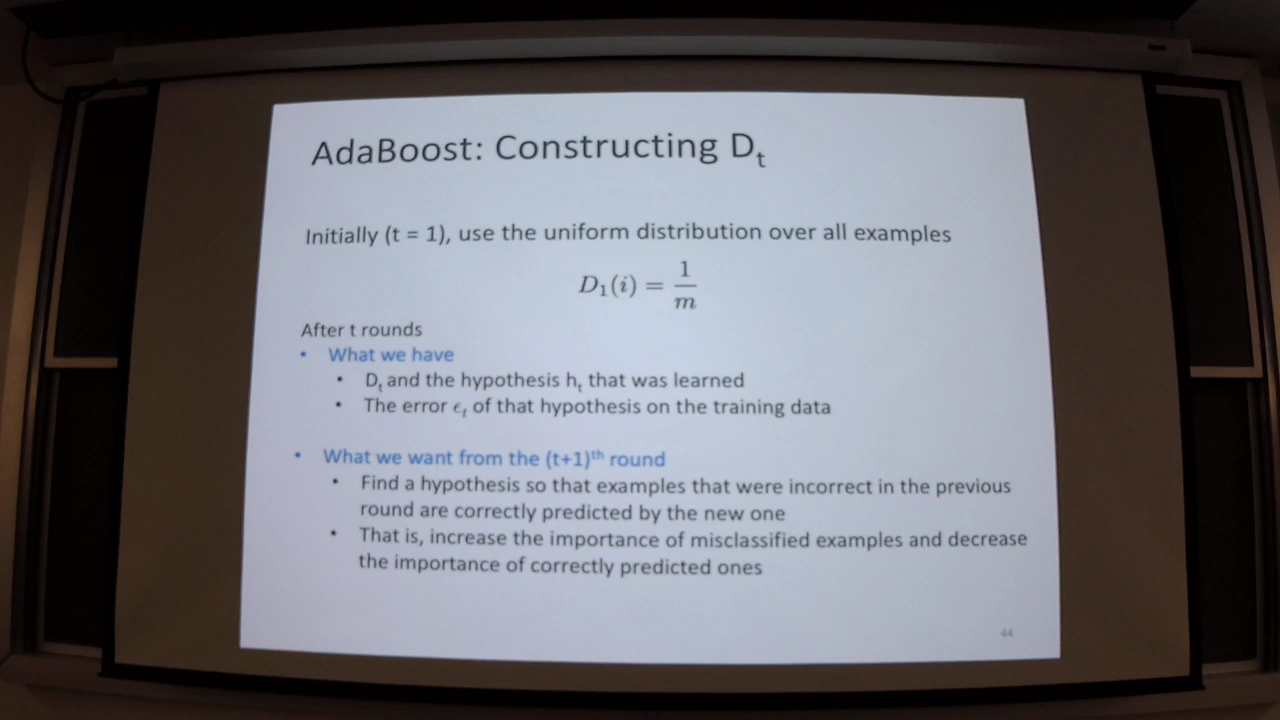 AdaBoost: Constructing Dₜ
Initially (t = 1), use the uniform distribution over all examples
D₁(i) = 1/m
After t rounds
• What we have
• Dₜ and the hypothesis hₜ that was learned
• The error ϵₜ of that hypothesis on the training data
• What we want from the (t+1)ᵗʰ round
• Find a hypothesis so that examples that were incorrect in the previous
round are correctly predicted by the new one
• That is, increase the importance of misclassified examples and decrease
the importance of correctly predicted ones
44